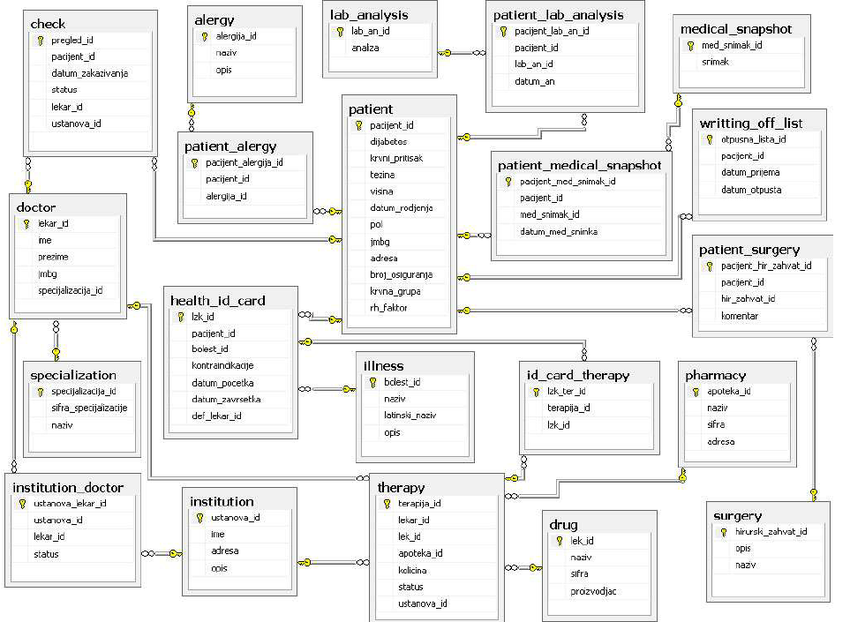 check
pregled_id
pacijent_id
datum_zakazivanja
status
lekar_id
ustanova_id
alergy
alergija_id
naziv
opis
lab_analysis
lab_an_id
analiza
patient_lab_analysis
pacijent_lab_an_id
pacijent_id
lab_an_id
datum_an
medical_snapshot
med_snimak_id
snimak
patient
pacijent_id
dijabetes
krvni_pritisak
tezina
visina
datum_rodjenja
pol
jmbg
adresa
broj_osiguranja
krvna_grupa
rh_faktor
patient_alergy
pacijent_alergija_id
pacijent_id
alergija_id
patient_medical_snapshot
pacijent_med_snimak_id
pacijent_id
med_snimak_id
datum_med_snimka
writting_off_list
otpusna_lista_id
pacijent_id
datum_prijema
datum_otpusta
doctor
lekar_id
ime
prezime
jmbg
specijalizacija_id
patient_surgery
pacijent_hir_zahvat_id
pacijent_id
hir_zahvat_id
komentar
health_id_card
lzk_id
pacijent_id
bolest_id
kontraindikacije
datum_pocetka
datum_zavrsetka
def_lekar_id
specialization
specijalizacija_id
sifra_specijalizacije
naziv
illness
bolest_id
naziv
latinski_naziv
opis
id_card_therapy
lzk_ter_id
terapija_id
lzk_id
pharmacy
apoteka_id
naziv
sifra
adresa
institution_doctor
ustanova_lekar_id
ustanova_id
lekar_id
status
institution
ustanova_id
ime
adresa
opis
therapy
terapija_id
lekar_id
lek_id
apoteka_id
kolicina
status
ustanova_id
drug
lek_id
naziv
sifra
proizvodjac
surgery
hirurski_zahvat_id
opis
naziv